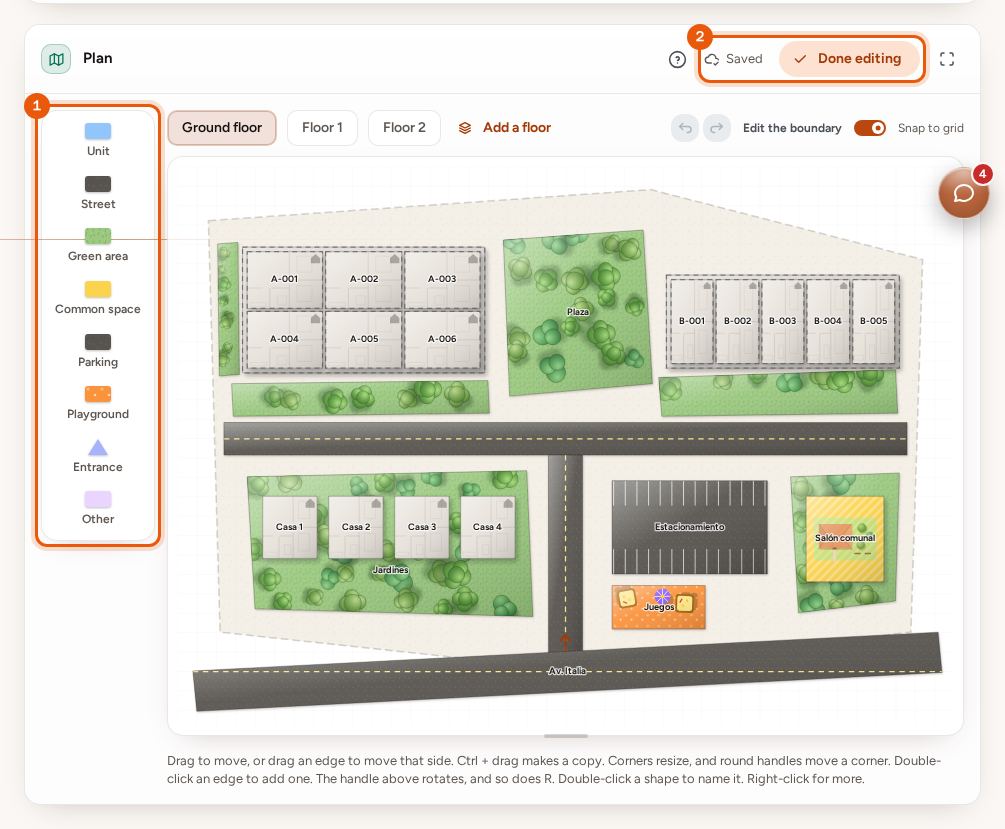 Plan
2
Saved
Done editing
1
Unit
Street
Green area
Common space
Parking
Playground
Entrance
Other
Ground floor
Floor 1
Floor 2
Add a floor
Edit the boundary
Snap to grid
4
A-001
A-002
A-003
A-004
A-005
A-006
Plaza
B-001
B-002
B-003
B-004
B-005
Casa 1
Casa 2
Casa 3
Casa 4
Jardines
Estacionamiento
Salón comunal
Juegos
Av. Italia
Drag to move, or drag an edge to move that side. Ctrl + drag makes a copy. Corners resize, and round handles move a corner. Double-
click an edge to add one. The handle above rotates, and so does R. Double-click a shape to name it. Right-click for more.